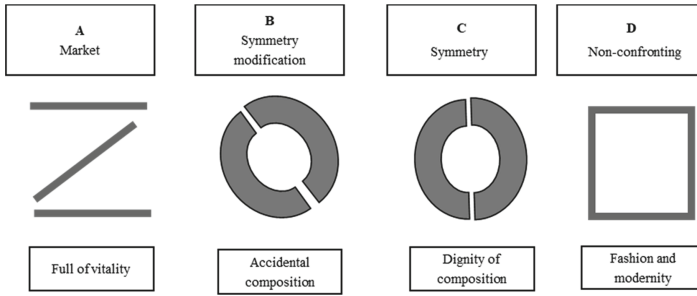 A
Market
B
Symmetry
modification
C
Symmetry
D
Non-confronting
Full of vitality
Accidental
composition
Dignity of
composition
Fashion and
modernity